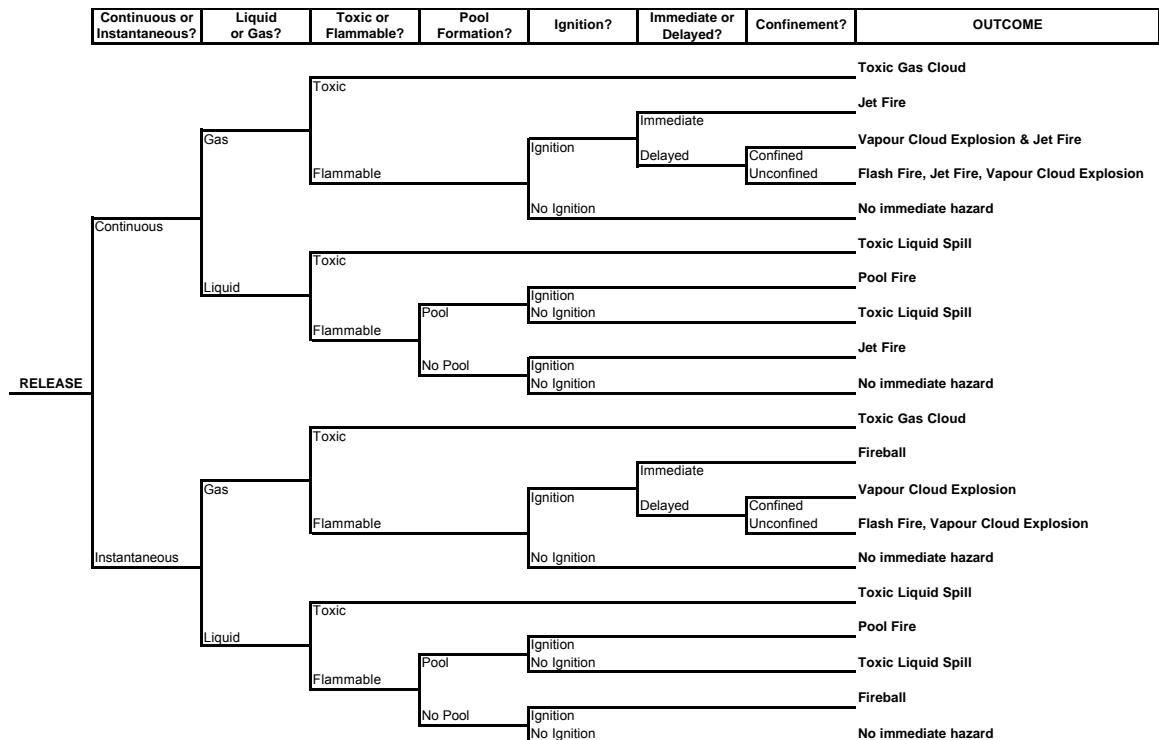 Continuous or Instantaneous?
Liquid or Gas?
Toxic or Flammable?
Pool Formation?
Ignition?
Immediate or Delayed?
Confinement?
OUTCOME
Toxic Gas Cloud
Toxic
Jet Fire
Immediate
Gas
Ignition
Vapour Cloud Explosion & Jet Fire
Delayed
Confined
Flammable
Unconfined
Flash Fire, Jet Fire, Vapour Cloud Explosion
No Ignition
No immediate hazard
Continuous
Toxic Liquid Spill
Toxic
Pool Fire
Liquid
Ignition
Pool
No Ignition
Toxic Liquid Spill
Flammable
Jet Fire
No Pool
Ignition
RELEASE
No Ignition
No immediate hazard
Toxic Gas Cloud
Toxic
Fireball
Immediate
Gas
Ignition
Vapour Cloud Explosion
Delayed
Confined
Flammable
Unconfined
Flash Fire, Vapour Cloud Explosion
Instantaneous
No Ignition
No immediate hazard
Toxic Liquid Spill
Toxic
Pool Fire
Liquid
Ignition
Pool
No Ignition
Toxic Liquid Spill
Flammable
Fireball
No Pool
Ignition
No Ignition
No immediate hazard